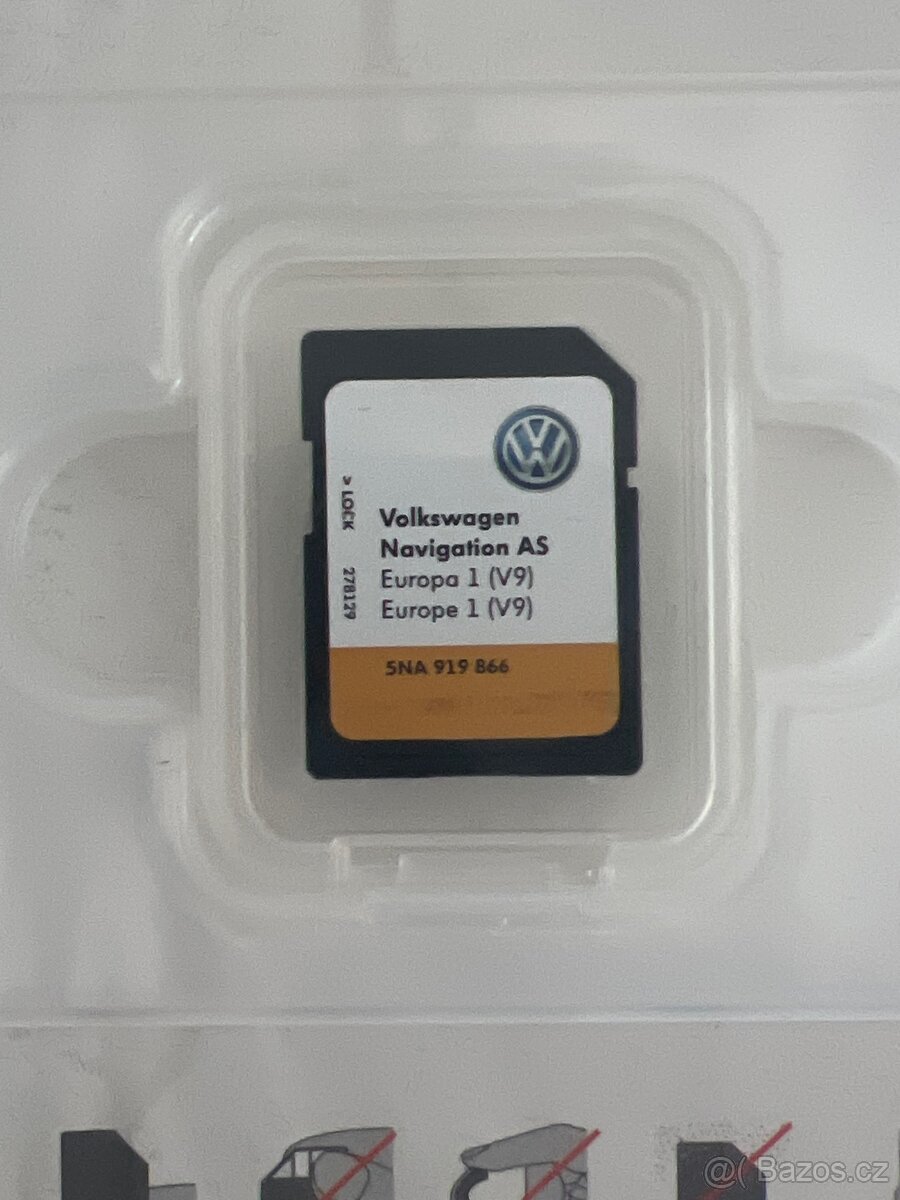 > LOCK
278129
Volkswagen
Navigation AS
Europa 1 (V9)
Europe 1 (V9)
5NA 919 866
@( Bazos.cz